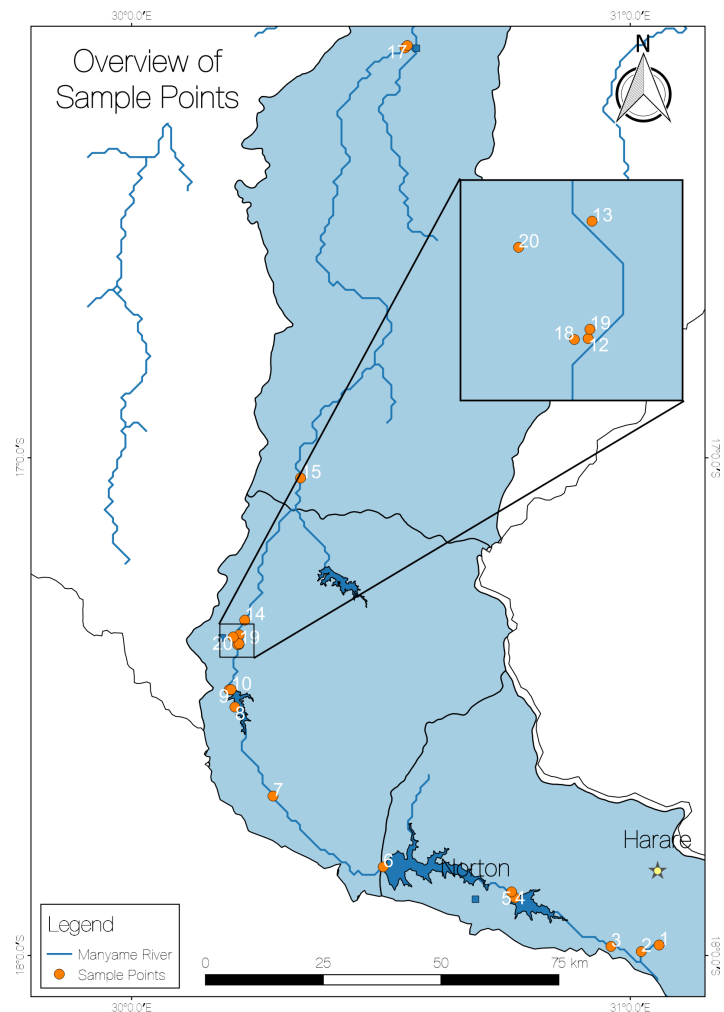 30°0.0′E 31°0.0′E
Overview of
Sample Points
N
17
13
20
19
18 12
15
17°0.0′S 17°0.0′S
14
20 19
10
9
8
7
6
Harare
Norton
5 4
3 2 1
Legend
Manyame River
Sample Points
0 25 50 75 km
18°0.0′S 18°0.0′S
30°0.0′E 31°0.0′E